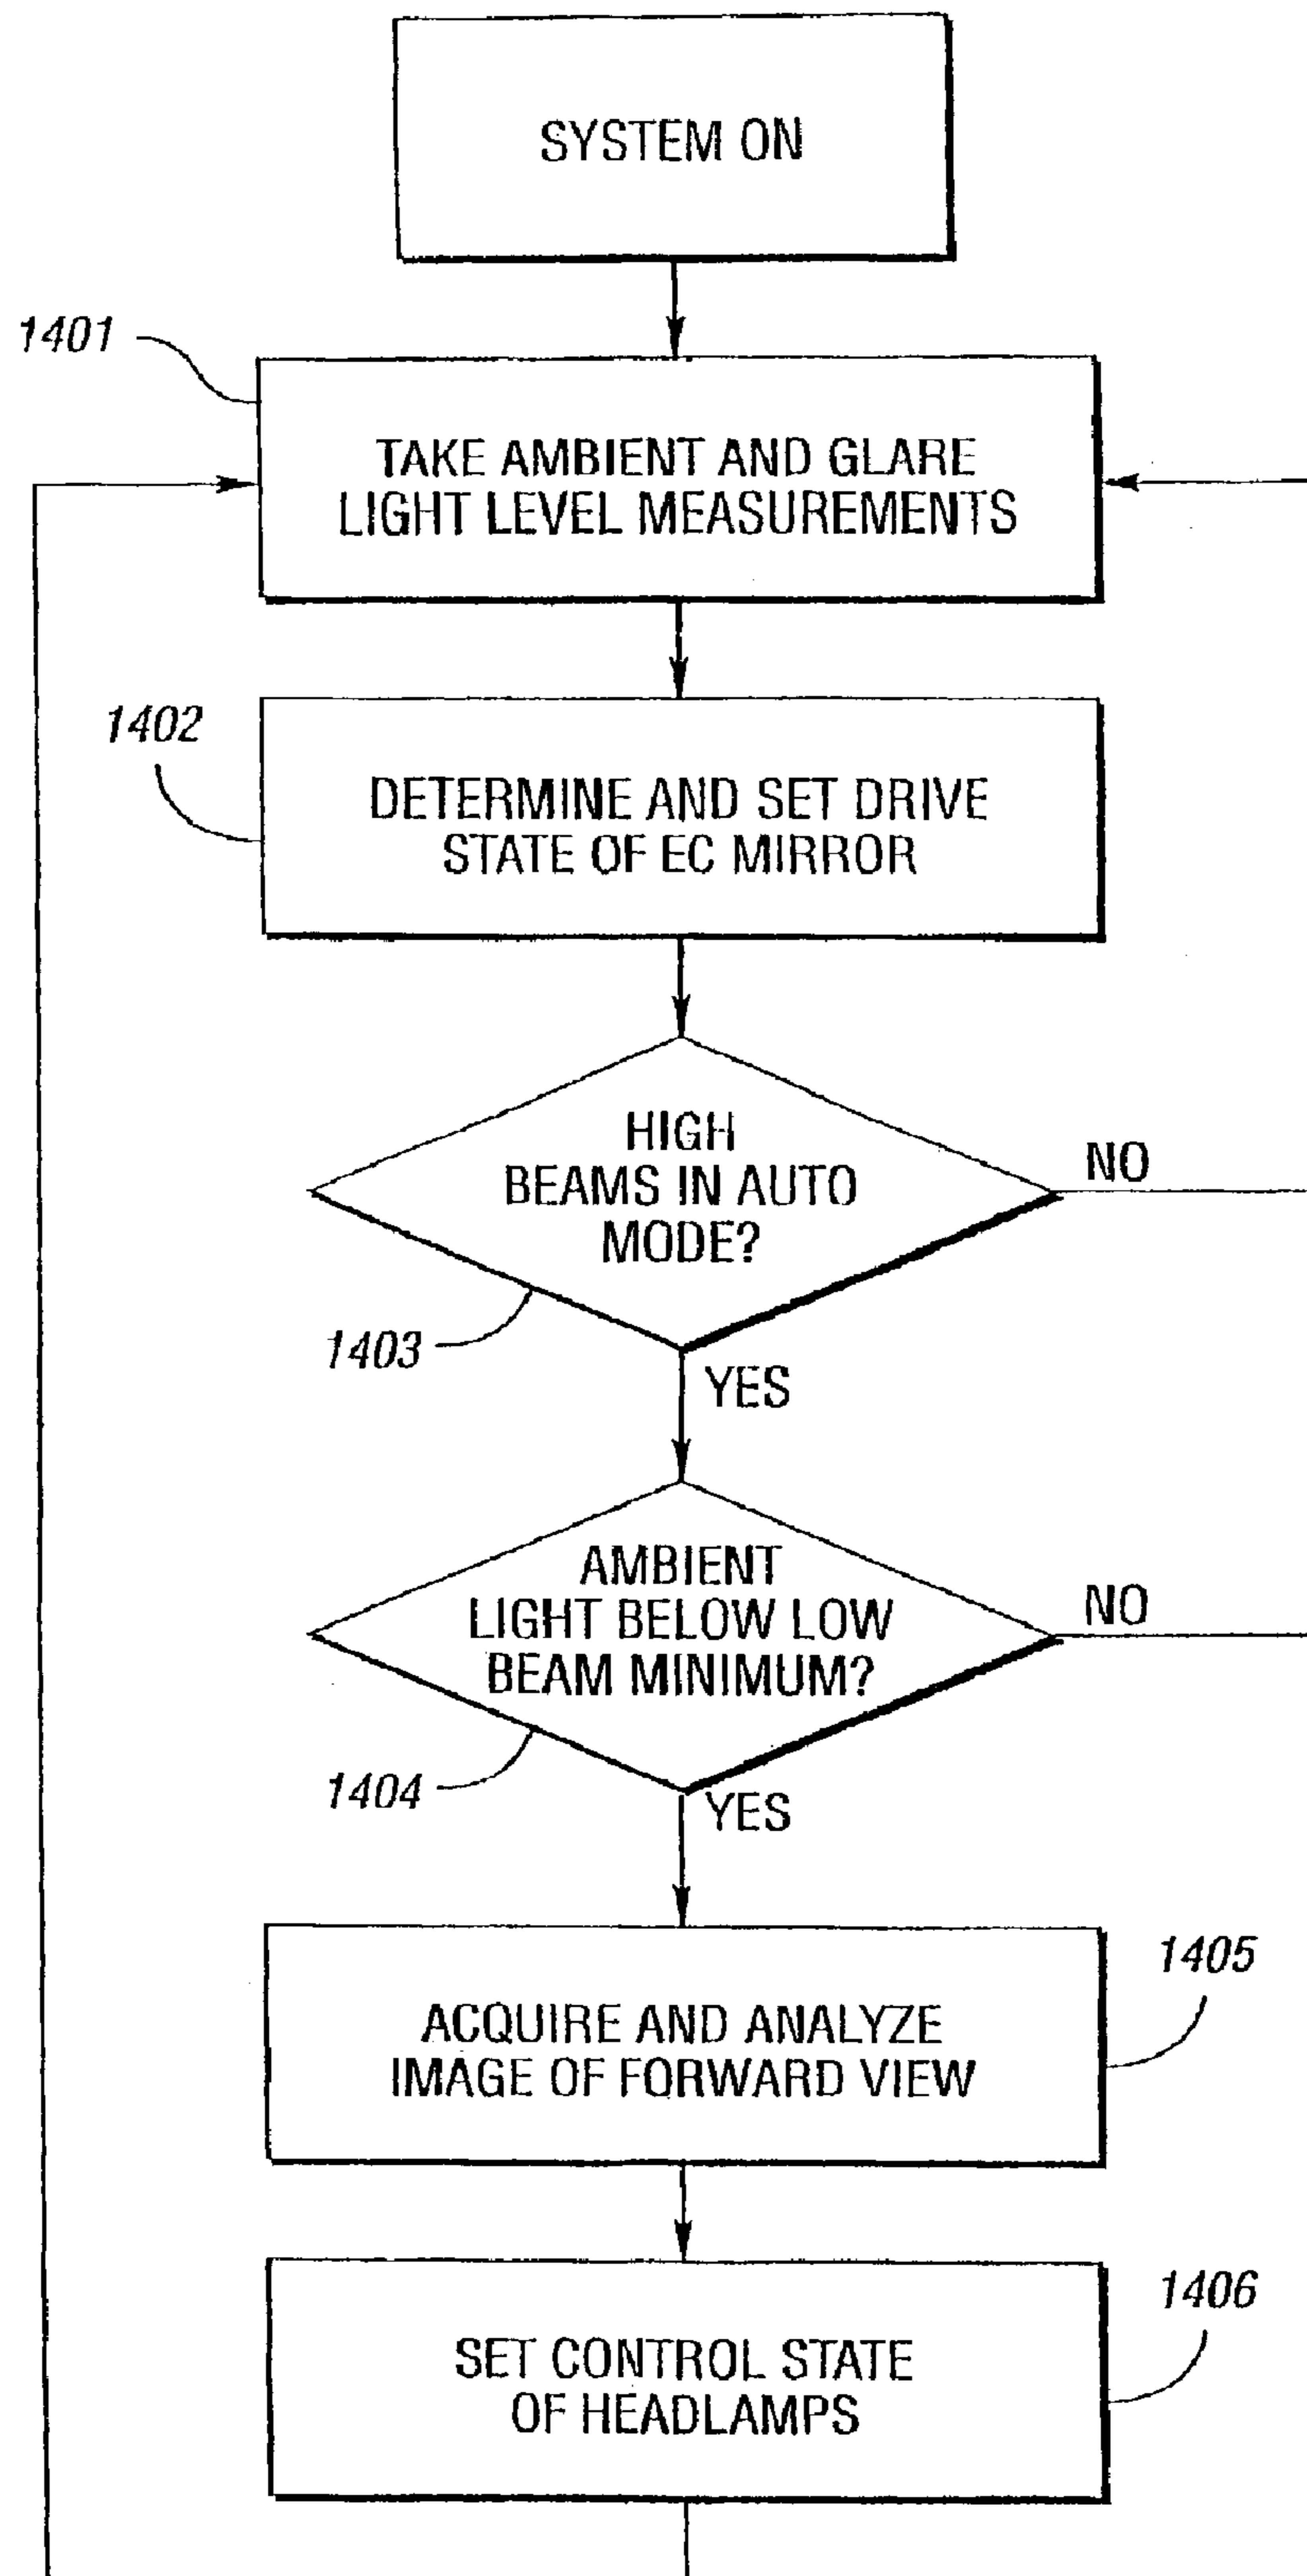 SYSTEM ON
1401
TAKE AMBIENT AND GLARE
LIGHT LEVEL MEASUREMENTS
1402
DETERMINE AND SET DRIVE
STATE OF EC MIRROR
HIGH
BEAMS IN AUTO
MODE?
NO
1403
YES
AMBIENT
LIGHT BELOW LOW
BEAM MINIMUM?
NO
1404
YES
1405
ACQUIRE AND ANALYZE
IMAGE OF FORWARD VIEW
1406
SET CONTROL STATE
OF HEADLAMPS